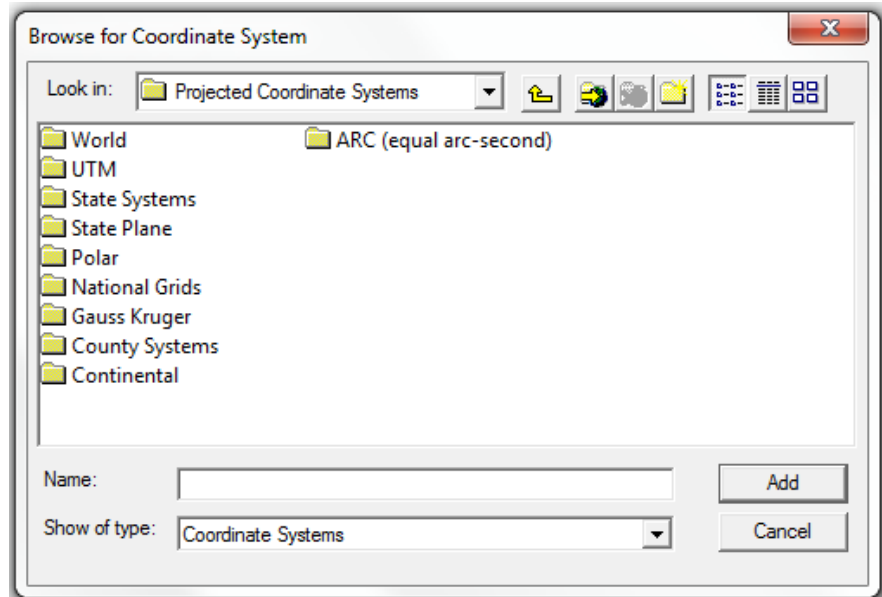 Browse for Coordinate System
Look in: Projected Coordinate Systems
World
UTM
State Systems
State Plane
Polar
National Grids
Gauss Kruger
County Systems
Continental
ARC (equal arc-second)
Name:
Add
Show of type: Coordinate Systems
Cancel